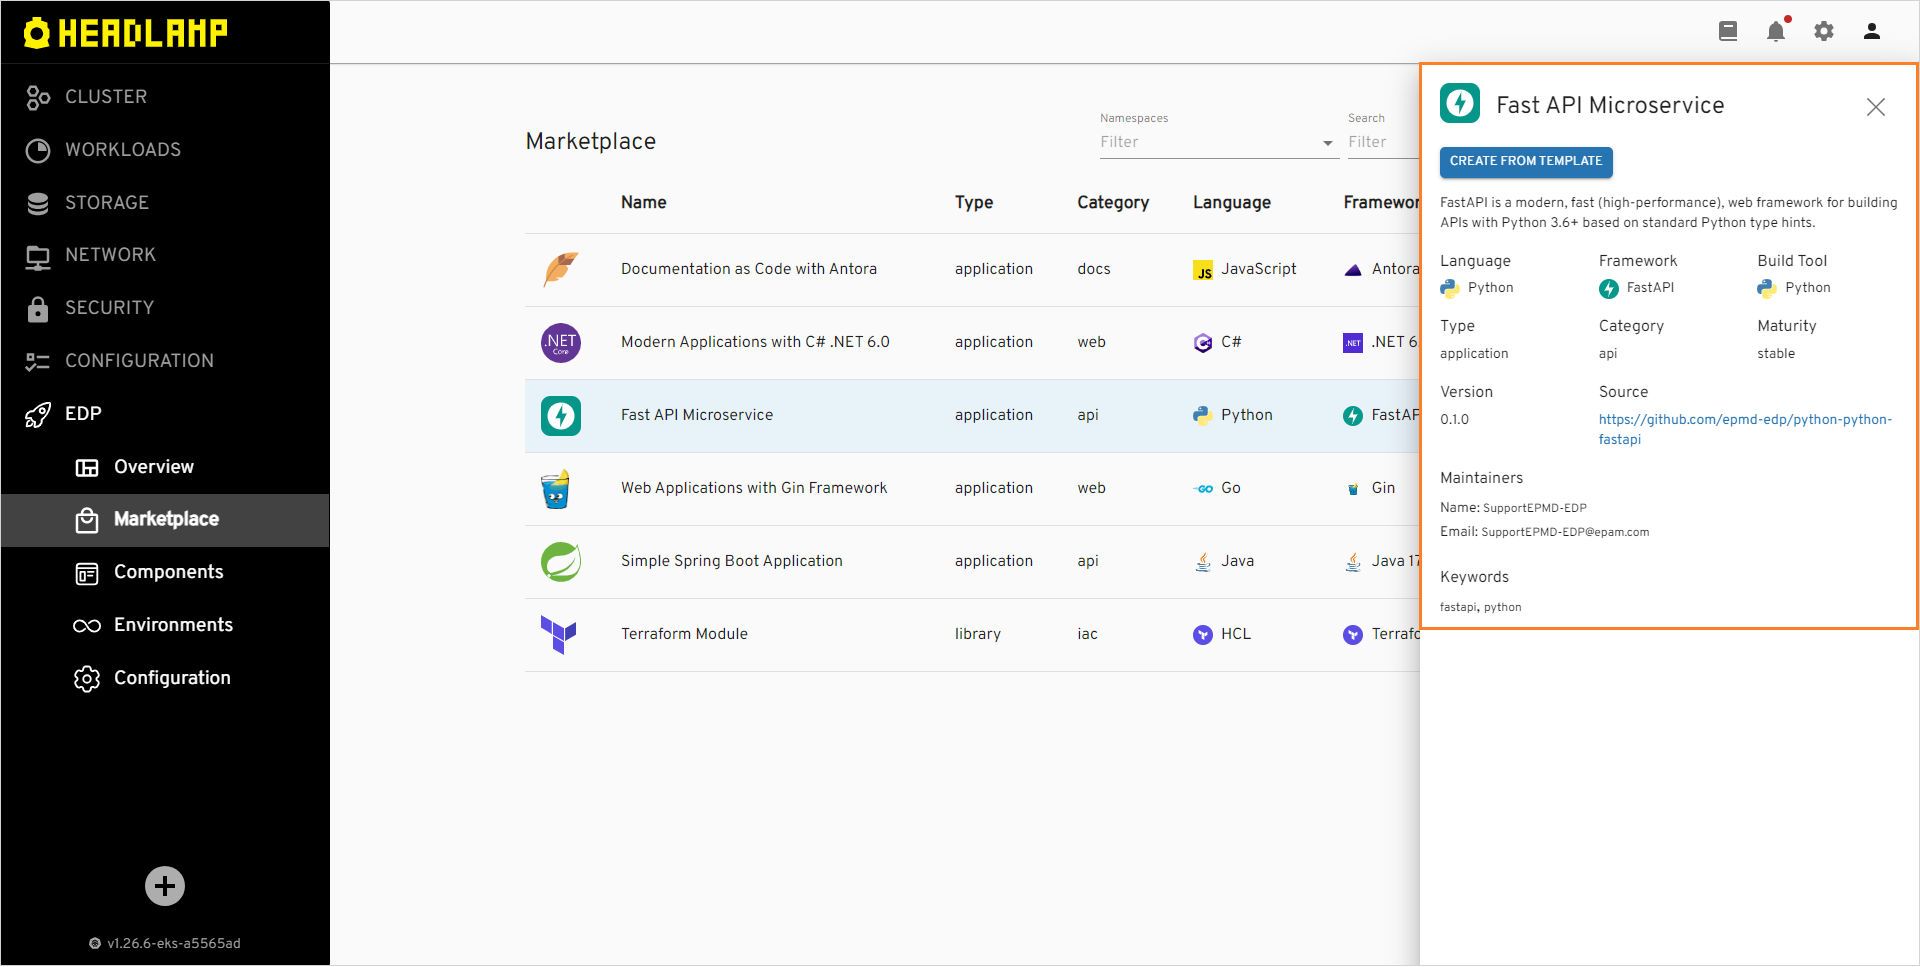 HEADLAMP
CLUSTER
WORKLOADS
STORAGE
NETWORK
SECURITY
CONFIGURATION
EDP
Overview
Marketplace
Components
Environments
Configuration
v1.26.6-eks-a5565ad
Marketplace
Namespaces
Filter
Search
Filter
Name Type Category Language Framewor
Documentation as Code with Antora application docs JS JavaScript Antora
.NET Core Modern Applications with C# .NET 6.0 application web C# .NET .NET 6.
Fast API Microservice application api Python FastAP
Web Applications with Gin Framework application web GO Go Gin
Simple Spring Boot Application application api Java Java 17
Terraform Module library iac HCL Terrafo
Fast API Microservice
CREATE FROM TEMPLATE
FastAPI is a modern, fast (high-performance), web framework for building
APIs with Python 3.6+ based on standard Python type hints.
Language Framework Build Tool
Python FastAPI Python
Type Category Maturity
application api stable
Version Source
0.1.0 https://github.com/epmd-edp/python-python-
fastapi
Maintainers
Name: SupportEPMD-EDP
Email: SupportEPMD-EDP@epam.com
Keywords
fastapi, python